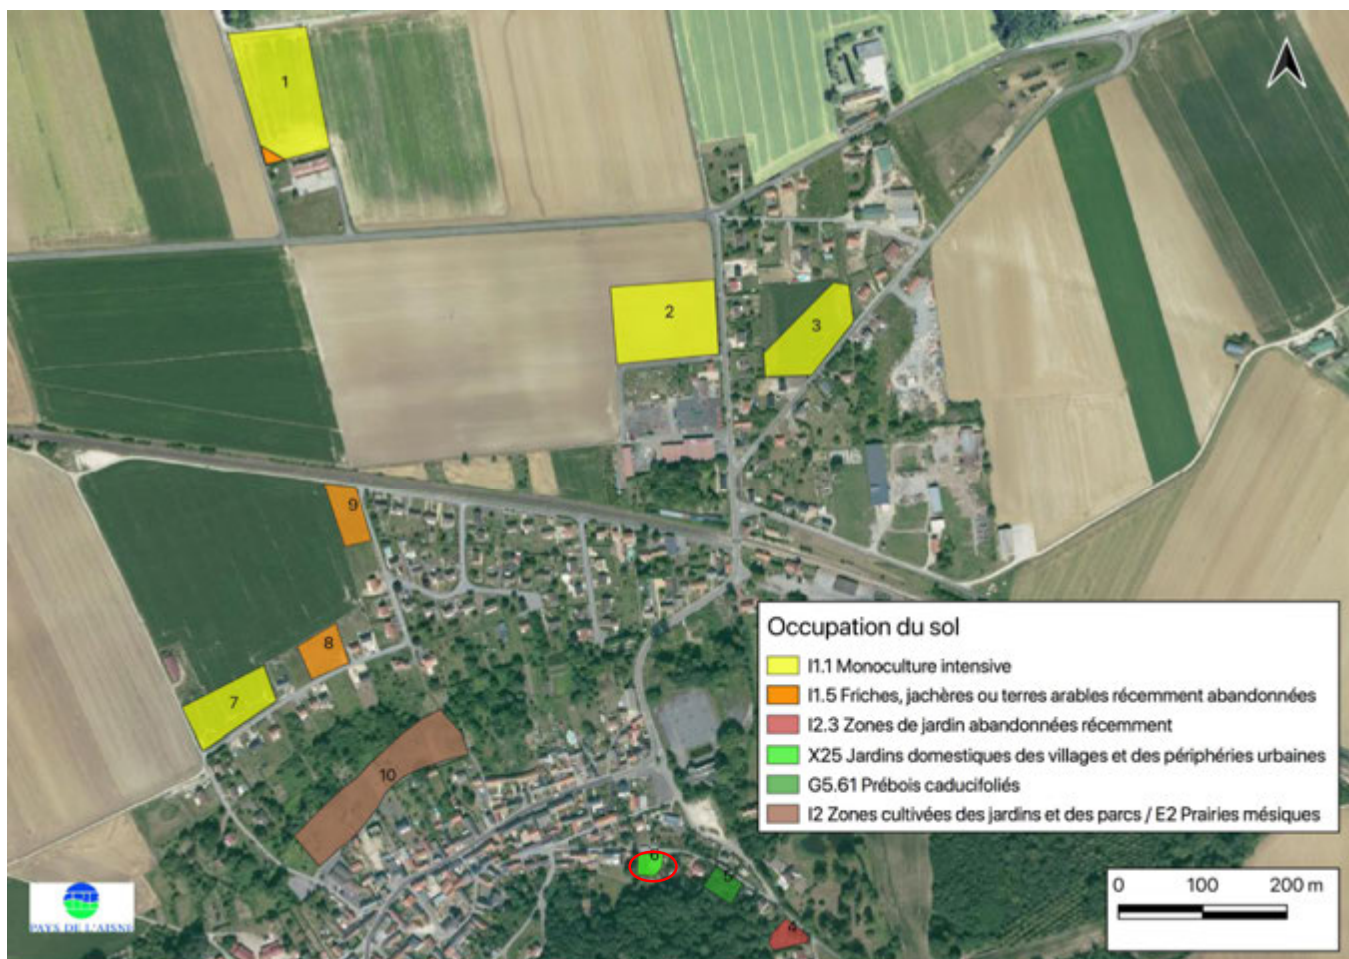 1
2
3
9
8
7
10
6
5
4
Occupation du sol
I1.1 Monoculture intensive
I1.5 Friches, jachères ou terres arables récemment abandonnées
I2.3 Zones de jardin abandonnées récemment
X25 Jardins domestiques des villages et des périphéries urbaines
G5.61 Prébois caducifoliés
I2 Zones cultivées des jardins et des parcs / E2 Prairies mésiques
0 100 200 m
PAYS DE L'AISNE